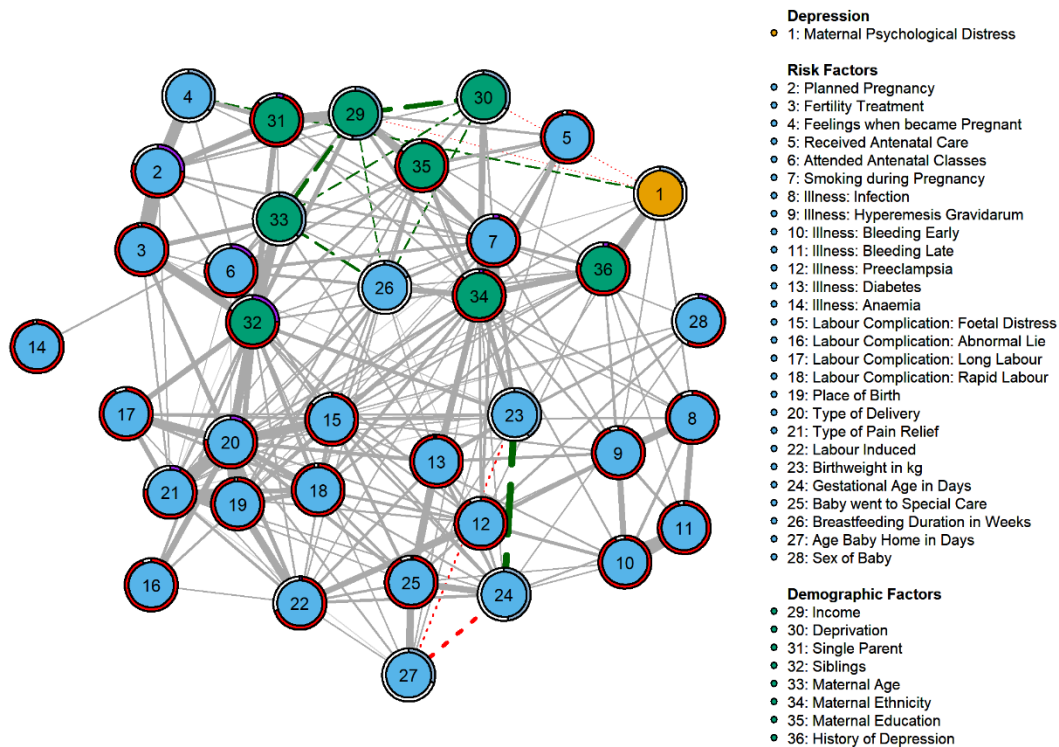 Depression
1: Maternal Psychological Distress
Risk Factors
2: Planned Pregnancy
3: Fertility Treatment
4: Feelings when became Pregnant
5: Received Antenatal Care
6: Attended Antenatal Classes
7: Smoking during Pregnancy
8: Illness: Infection
9: Illness: Hyperemesis Gravidarum
10: Illness: Bleeding Early
11: Illness: Bleeding Late
12: Illness: Preeclampsia
13: Illness: Diabetes
14: Illness: Anaemia
15: Labour Complication: Foetal Distress
16: Labour Complication: Abnormal Lie
17: Labour Complication: Long Labour
18: Labour Complication: Rapid Labour
19: Place of Birth
20: Type of Delivery
21: Type of Pain Relief
22: Labour Induced
23: Birthweight in kg
24: Gestational Age in Days
25: Baby went to Special Care
26: Breastfeeding Duration in Weeks
27: Age Baby Home in Days
28: Sex of Baby
Demographic Factors
29: Income
30: Deprivation
31: Single Parent
32: Siblings
33: Maternal Age
34: Maternal Ethnicity
35: Maternal Education
36: History of Depression
4
31
29
30
5
35
2
1
33
3
6
7
36
26
34
32
28
14
17
20
15
23
8
13
9
21
19
18
12
11
10
16
22
25
24
27